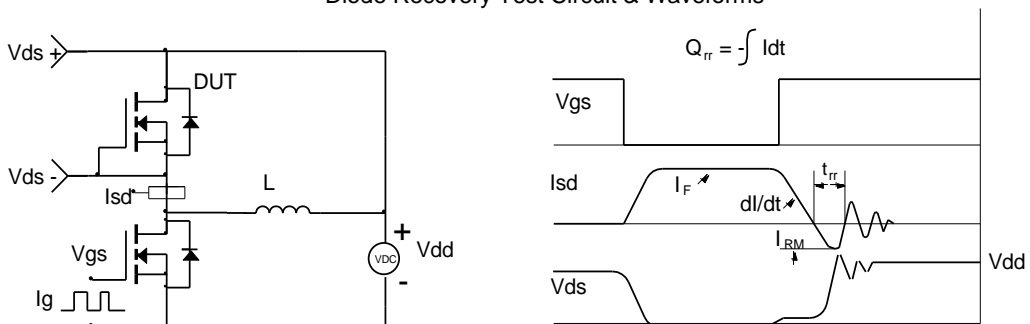 Diode Recovery Test Circuit & Waveforms
Vds +
DUT
Vds -
Isd
L
Vgs
Ig
VDC
+
-
Vdd
Qrr = -∫ Idt
Vgs
Isd
IF
dI/dt
trr
IRM
Vds
Vdd